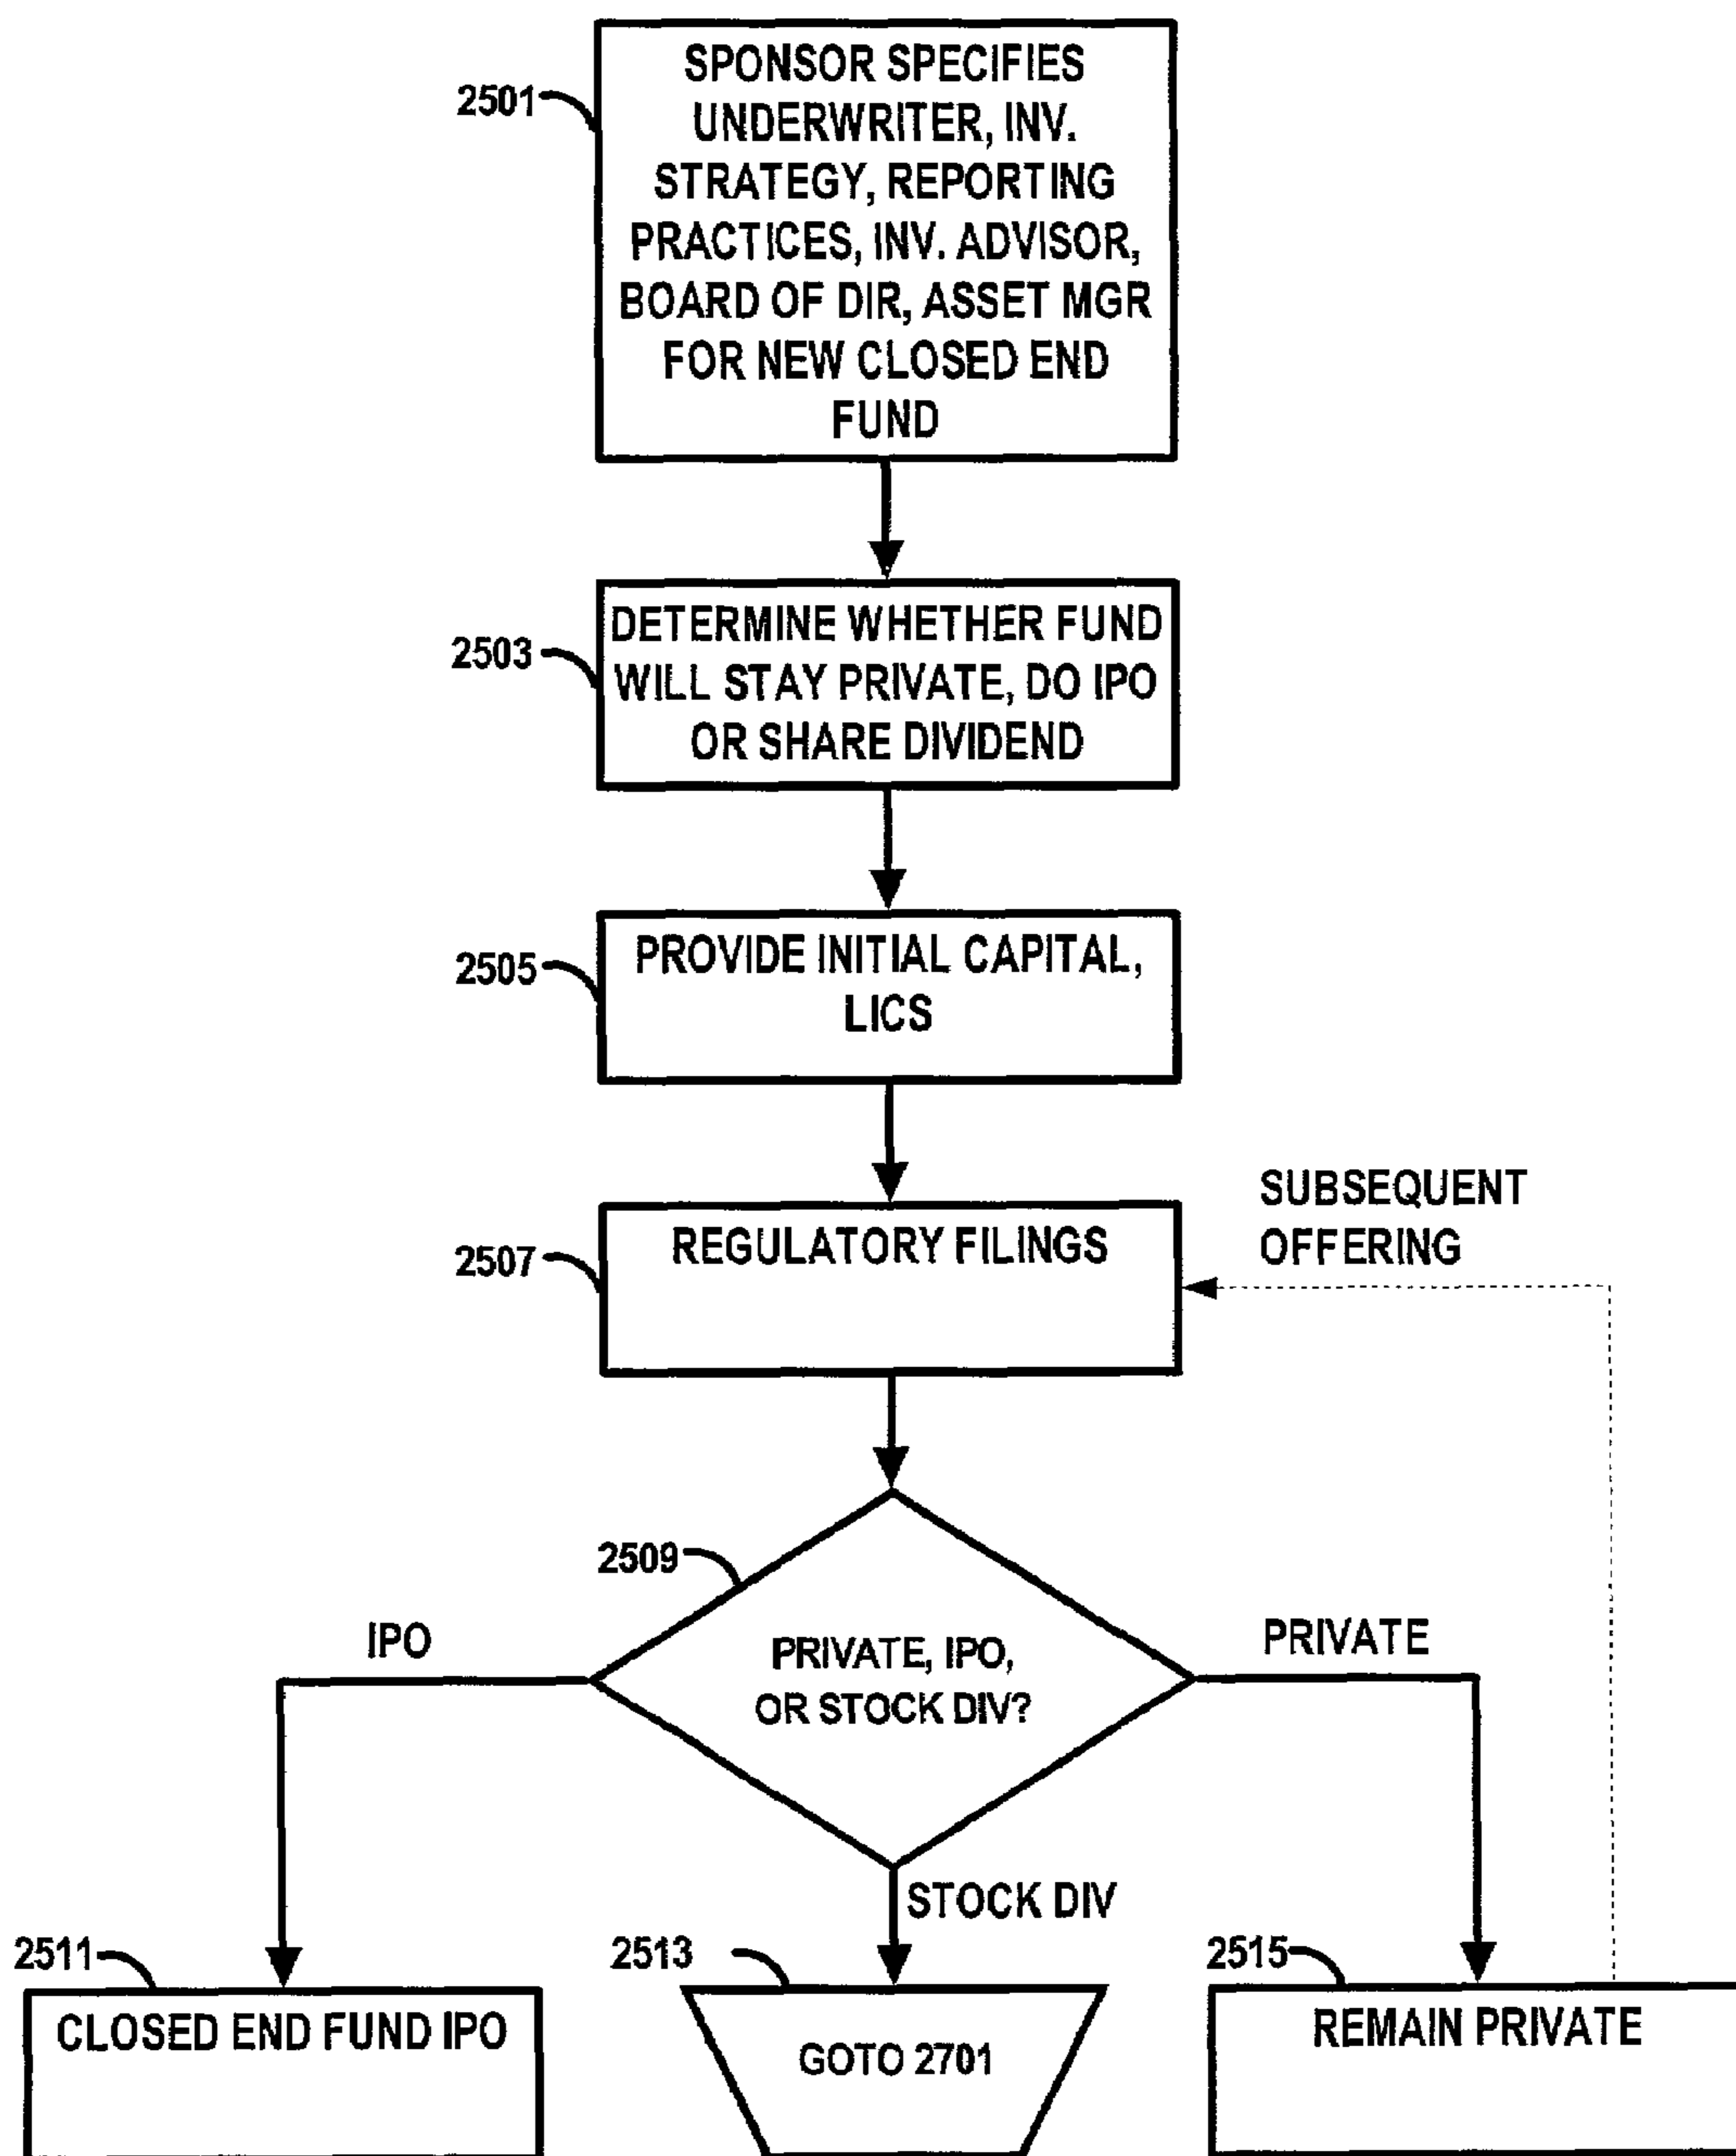 2501
SPONSOR SPECIFIES
UNDERWRITER, INV.
STRATEGY, REPORTING
PRACTICES, INV. ADVISOR,
BOARD OF DIR, ASSET MGR
FOR NEW CLOSED END
FUND
2503
DETERMINE WHETHER FUND
WILL STAY PRIVATE, DO IPO
OR SHARE DIVIDEND
2505
PROVIDE INITIAL CAPITAL,
LICS
SUBSEQUENT
OFFERING
2507
REGULATORY FILINGS
2509
IPO
PRIVATE, IPO,
OR STOCK DIV?
PRIVATE
STOCK DIV
2511
CLOSED END FUND IPO
2513
GOTO 2701
2515
REMAIN PRIVATE